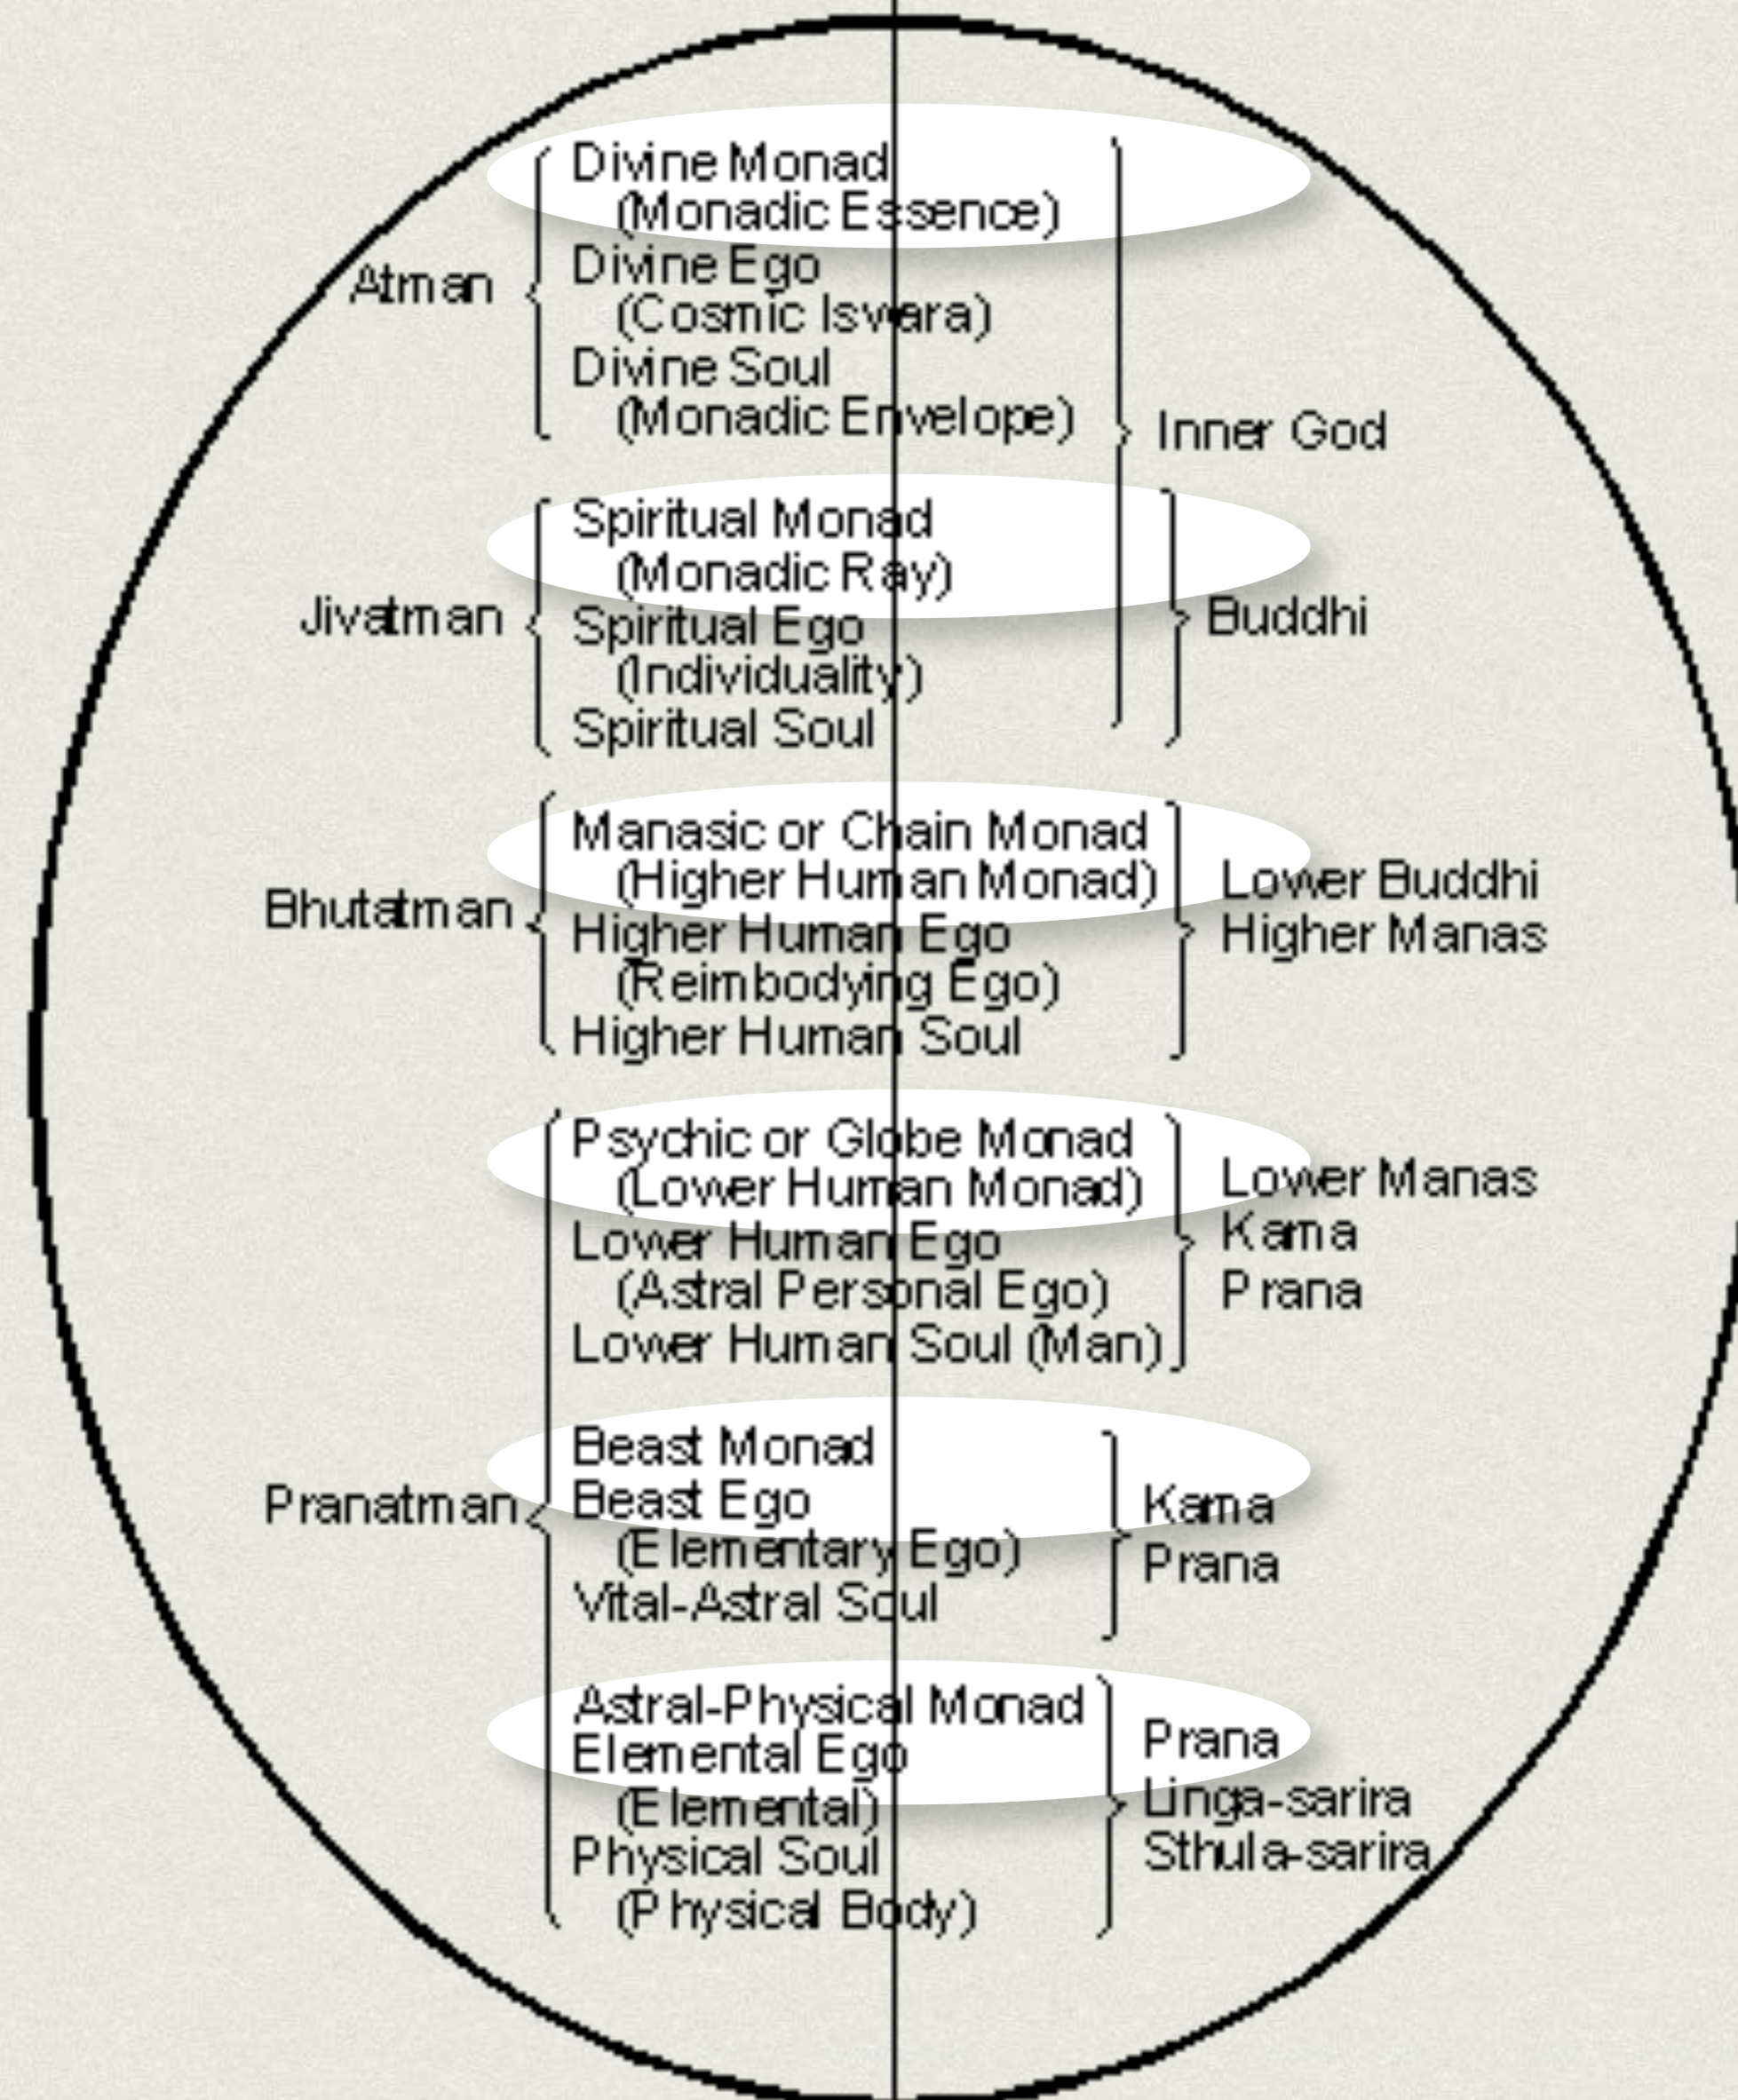 Divine Monad
(Monadic Essence)
Divine Ego
Atman
(Cosmic Iswara)
Divine Soul
(Monadic Envelope)
Inner God
Spiritual Monad
(Monadic Ray)
Jivatman
Spiritual Ego
Buddhi
(Individuality)
Spiritual Soul
Manasic or Chain Monad
(Higher Human Monad)
Lower Buddhi
Bhutatman
Higher Human Ego
Higher Manas
(Reimbodying Ego)
Higher Human Soul
Psychic or Globe Monad
(Lower Human Monad)
Lower Manas
Lower Human Ego
Kama
(Astral Personal Ego)
Prana
Lower Human Soul (Man)
Beast Monad
Pranatman
Beast Ego
Kama
(Elementary Ego)
Prana
Vital-Astral Soul
Astral-Physical Monad
Prana
Elemental Ego
(Elemental)
Linga-sarira
Physical Soul
Sthula-sarira
(Physical Body)